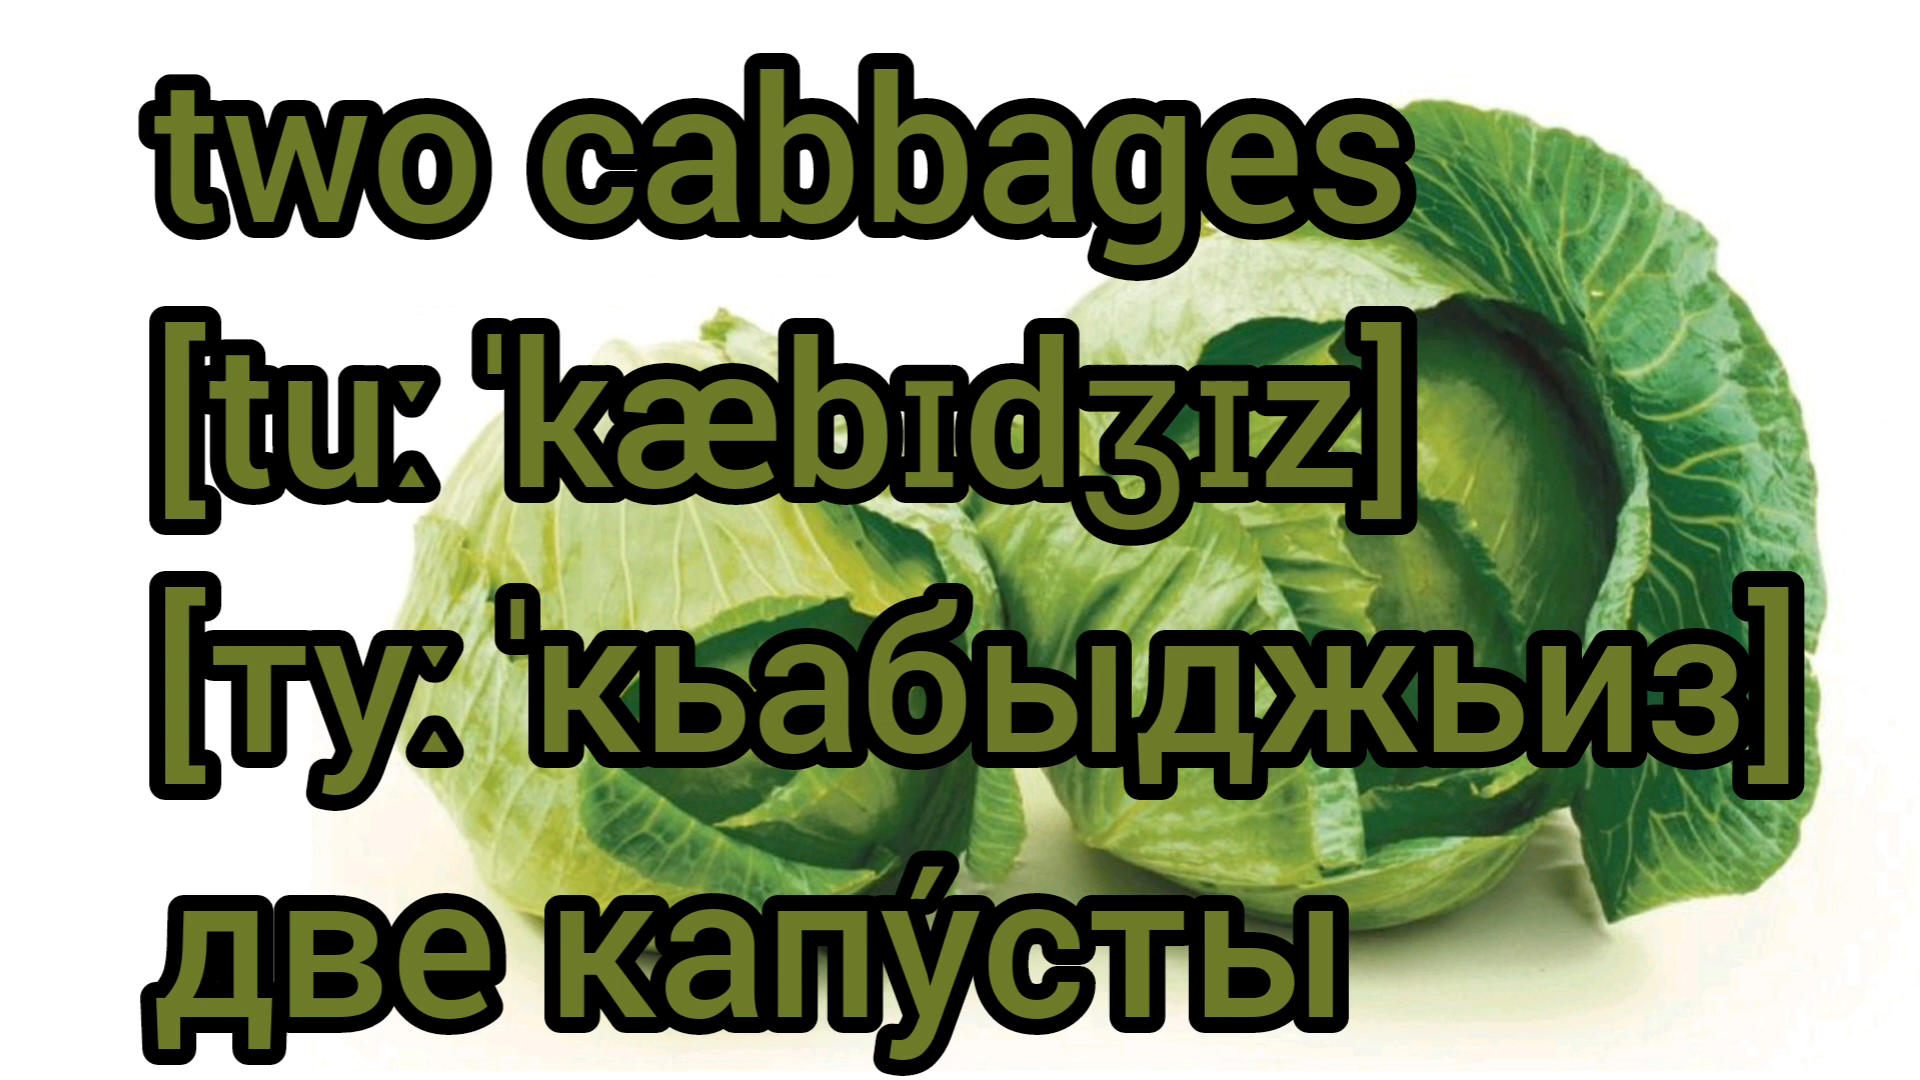 two cabbages
[tuː ˈkæbɪdʒɪz]
[туː ˈкьабыджьиз]
две капу́сты